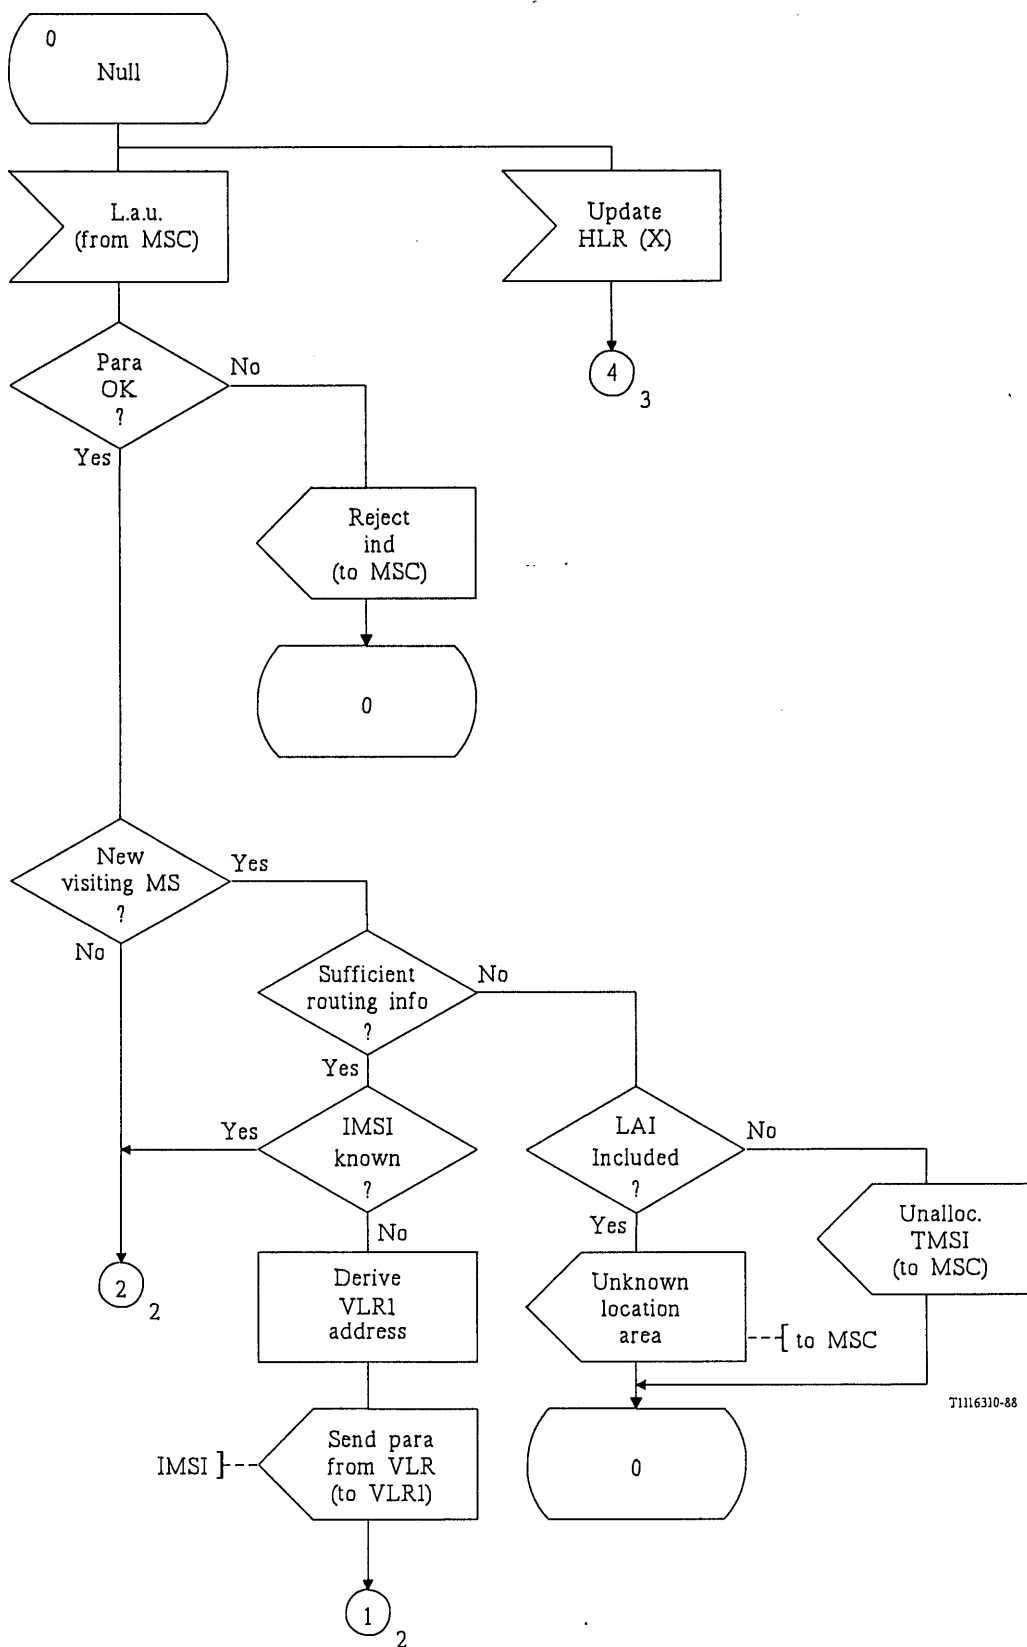 0
Null
L.a.u.
(from MSC)
Update
HLR (X)
Para
OK
?
No
Yes
4
3
Reject
ind
(to MSC)
0
New
visiting MS
?
Yes
No
Sufficient
routing info
?
No
Yes
IMSI
known
?
Yes
No
LAI
Included
?
No
Yes
Unalloc.
TMSI
(to MSC)
2
2
Derive
VLR1
address
Unknown
location
area
to MSC
T1116310-88
IMSI
Send para
from VLR
(to VLR1)
0
1
2